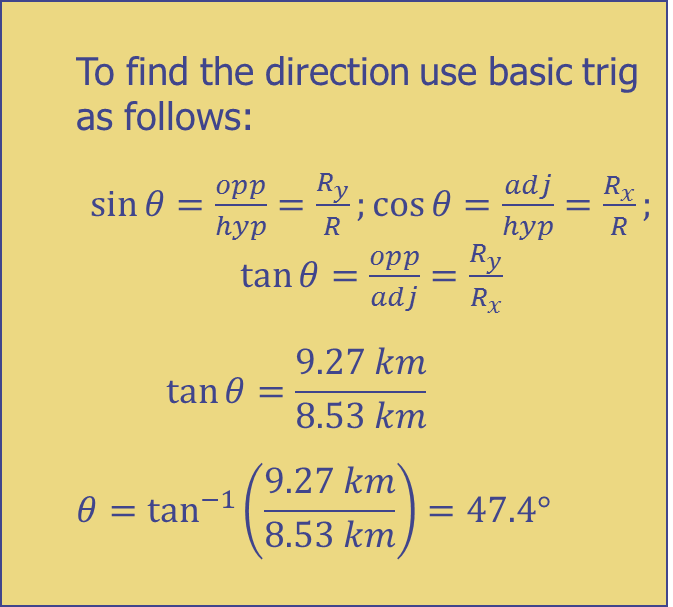 To find the direction use basic trig
as follows:
sin θ = opp/hyp = R_y/R ; cos θ = adj/hyp = R_x/R ;
tan θ = opp/adj = R_y/R_x
tan θ = 9.27 km/8.53 km
θ = tan⁻¹ (9.27 km/8.53 km) = 47.4°